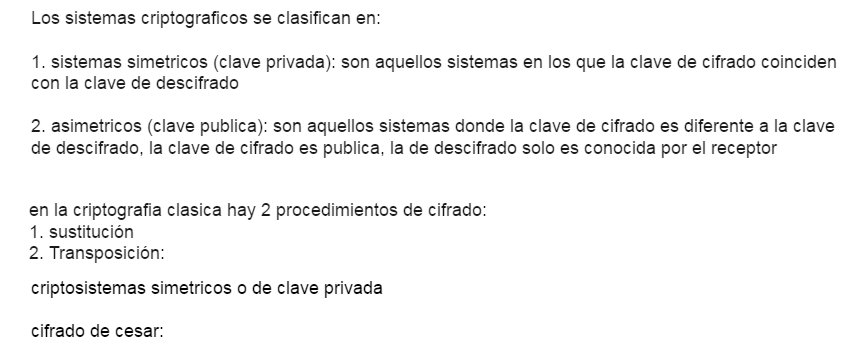 Los sistemas criptograficos se clasifican en:
1. sistemas simetricos (clave privada): son aquellos sistemas en los que la clave de cifrado coinciden
con la clave de descifrado
2. asimetricos (clave publica): son aquellos sistemas donde la clave de cifrado es diferente a la clave
de descifrado, la clave de cifrado es publica, la de descifrado solo es conocida por el receptor
en la criptografia clasica hay 2 procedimientos de cifrado:
1. sustitución
2. Transposición:
criptosistemas simetricos o de clave privada
cifrado de cesar: